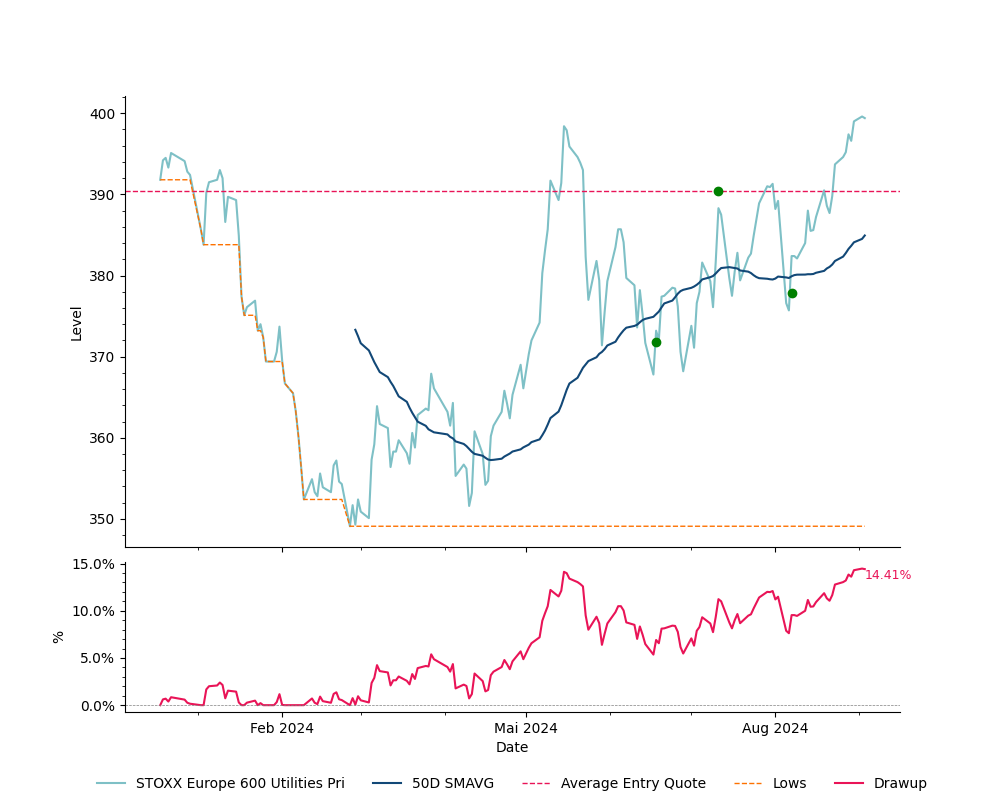 400
390
380
370
360
350
Level
15.0%
10.0%
5.0%
0.0%
%
14.41%
Feb 2024
Mai 2024
Aug 2024
Date
STOXX Europe 600 Utilities Pri
50D SMAVG
Average Entry Quote
Lows
Drawup